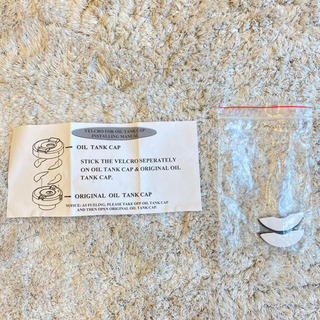 VELCRO FOR OIL TANK CAP
INSTALLING MANUAL
OIL TANK CAP
STICK THE VELCRO SEPERATELY
ON OIL TANK CAP & ORIGINAL OIL
TANK CAP.
ORIGINAL OIL TANK CAP
NOTICE: AS FUELING, PLEASE TAKE OFF OIL TANK CAP
AND THEN OPEN ORIGINAL OIL TANK CAP.